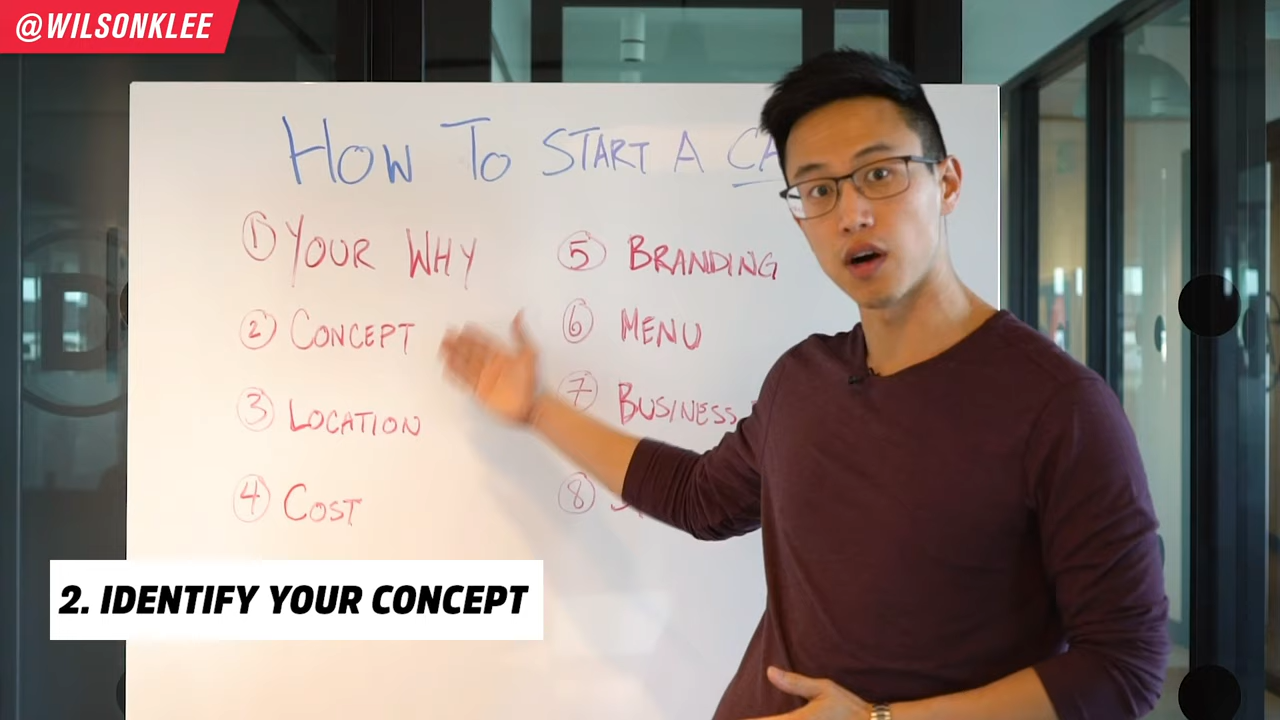 @WILSONKLEE
HOW TO START A CA
① YOUR WHY
② CONCEPT
③ LOCATION
④ COST
⑤ BRANDING
⑥ MENU
⑦ BUSINESS
⑧
2. IDENTIFY YOUR CONCEPT